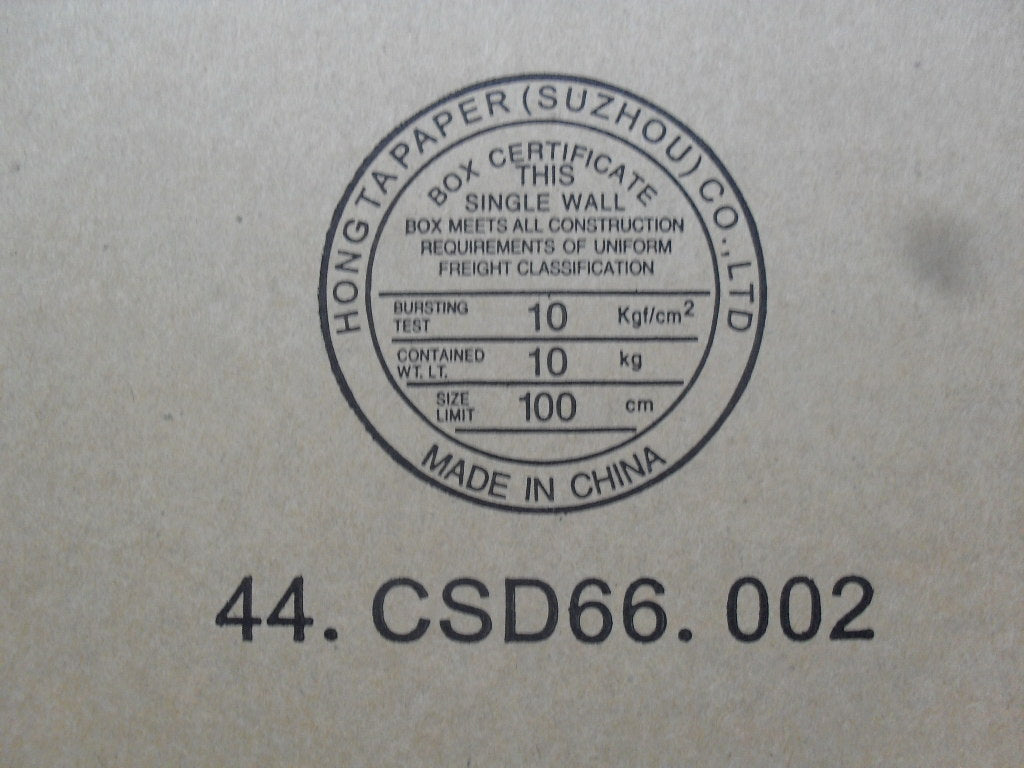 HONG TA PAPER (SUZHOU) CO.,LTD
BOX CERTIFICATE
THIS
SINGLE WALL
BOX MEETS ALL CONSTRUCTION
REQUIREMENTS OF UNIFORM
FREIGHT CLASSIFICATION
BURSTING TEST 10 Kgf/cm²
CONTAINED WT. LT. 10 kg
SIZE LIMIT 100 cm
MADE IN CHINA
44. CSD66. 002